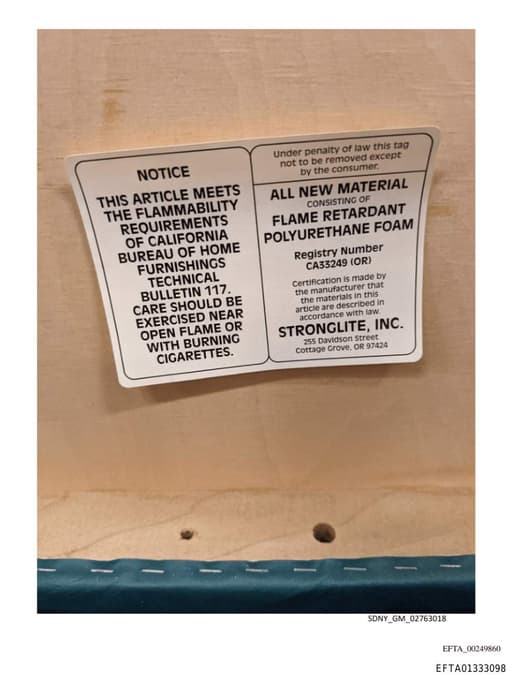 NOTICE
THIS ARTICLE MEETS
THE FLAMMABILITY
REQUIREMENTS
OF CALIFORNIA
BUREAU OF HOME
FURNISHINGS
TECHNICAL
BULLETIN 117.
CARE SHOULD BE
EXERCISED NEAR
OPEN FLAME OR
WITH BURNING
CIGARETTES.
Under penalty of law this tag
not to be removed except
by the consumer.
ALL NEW MATERIAL
CONSISTING OF
FLAME RETARDANT
POLYURETHANE FOAM
Registry Number
CA33249 (OR)
Certification is made by
the manufacturer that
the materials in this
article are described in
accordance with law.
STRONGLITE, INC.
255 Davidson Street
Cottage Grove, OR 97424
SDNY_GM_02763018
EFTA_00249860
EFTA01333098